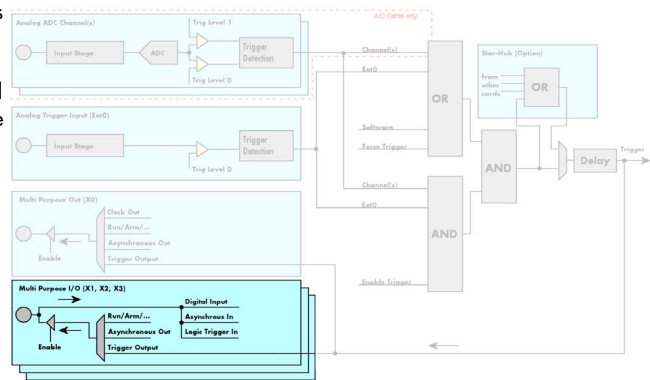 s
l
e
Analog ADC Channel(s)
Trig Level 1
Input Stage
ADC
Trigger
Detection
Trig Level 0
A/D Cards only
Channel(s)
Ext0
OR
Software
Force Trigger
Star-Hub (Option)
from
other
cards
OR
Analog Trigger Input (Ext0)
Input Stage
Trigger
Detection
Trig Level 0
AND
Delay
Trigger
Channel(s)
Ext0
AND
Enable Trigger
Multi Purpose Out (X0)
Clock Out
Run/Arm/...
Asynchronous Out
Trigger Output
Enable
Multi Purpose I/O (X1, X2, X3)
Digital Input
Run/Arm/...
Asynchros In
Asynchronous Out
Logic Trigger In
Enable
Trigger Output